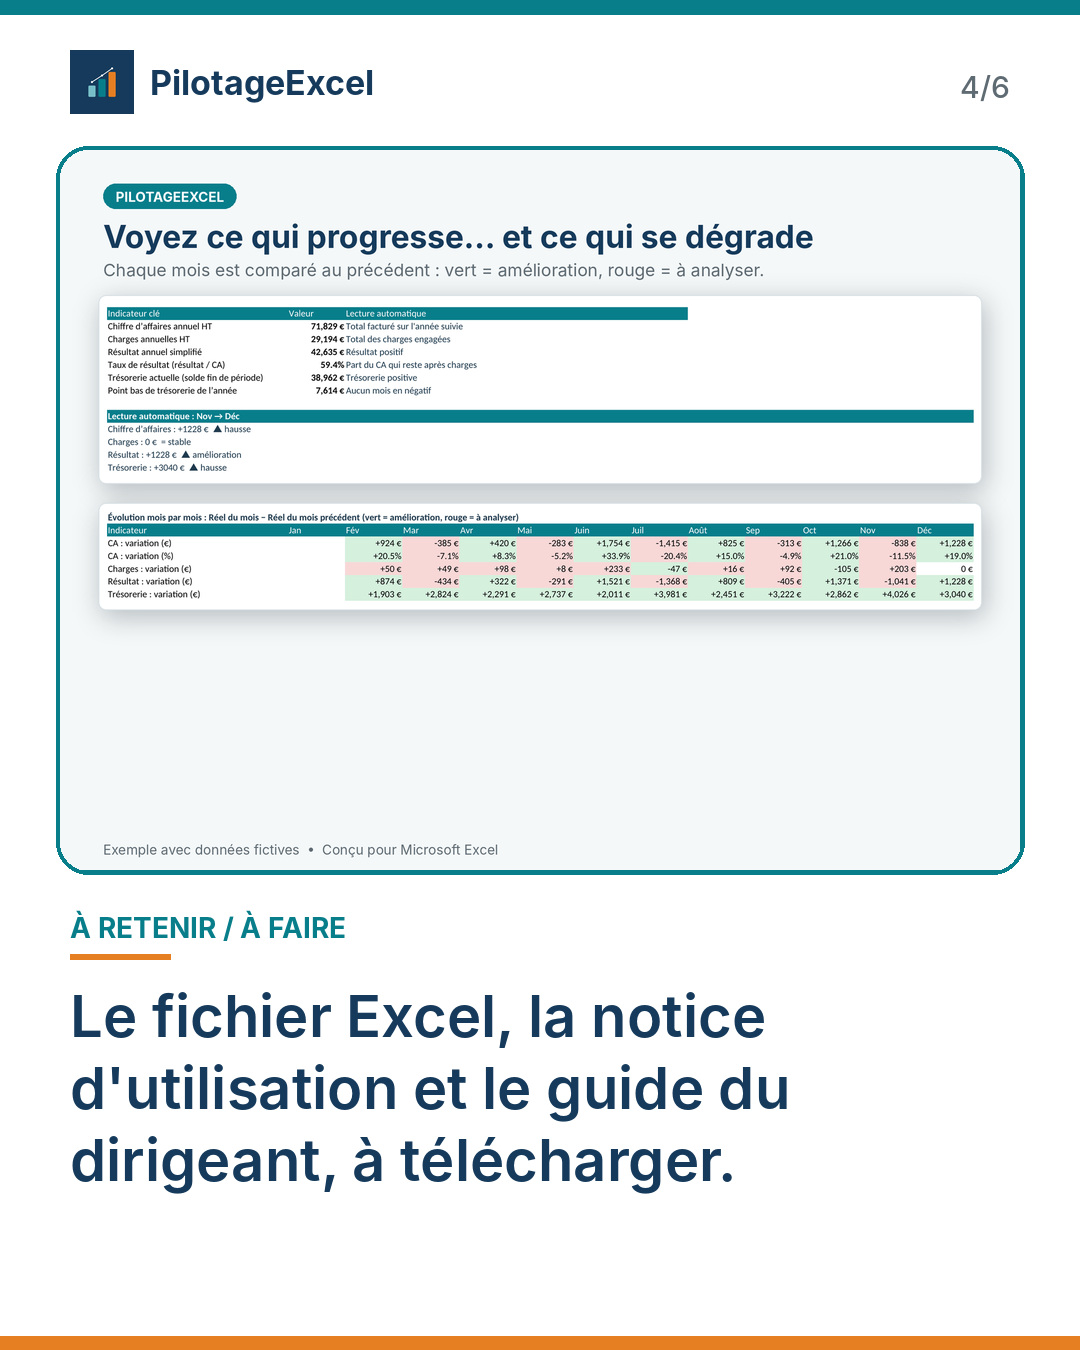 PilotageExcel
4/6
PILOTAGEEXCEL
Voyez ce qui progresse... et ce qui se dégrade
Chaque mois est comparé au précédent : vert = amélioration, rouge = à analyser.
Indicateur clé Valeur Lecture automatique
Chiffre d'affaires annuel HT 71,829 € Total facturé sur l'année suivie
Charges annuelles HT 29,194 € Total des charges engagées
Résultat annuel simplifié 42,635 € Résultat positif
Taux de résultat (résultat / CA) 59.4% Part du CA qui reste après charges
Trésorerie actuelle (solde fin de période) 38,962 € Trésorerie positive
Point bas de trésorerie de l'année 7,614 € Aucun mois en négatif
Lecture automatique : Nov → Déc
Chiffre d'affaires : +1228 € ▲ hausse
Charges : 0 € = stable
Résultat : +1228 € ▲ amélioration
Trésorerie : +3040 € ▲ hausse
Évolution mois par mois : Réel du mois − Réel du mois précédent (vert = amélioration, rouge = à analyser)
Indicateur Jan Fév Mar Avr Mai Juin Juil Août Sep Oct Nov Déc
CA : variation (€) +924 € -385 € +420 € -283 € +1,754 € -1,415 € +825 € -313 € +1,266 € -838 € +1,228 €
CA : variation (%) +20.5% -7.1% +8.3% -5.2% +33.9% -20.4% +15.0% -4.9% +21.0% -11.5% +19.0%
Charges : variation (€) +50 € +49 € +98 € +8 € +233 € -47 € +16 € +92 € -105 € +203 € 0 €
Résultat : variation (€) +874 € -434 € +322 € -291 € +1,521 € -1,368 € +809 € -405 € +1,371 € -1,041 € +1,228 €
Trésorerie : variation (€) +1,903 € +2,824 € +2,291 € +2,737 € +2,011 € +3,981 € +2,451 € +3,222 € +2,862 € +4,026 € +3,040 €
Exemple avec données fictives • Conçu pour Microsoft Excel
À RETENIR / À FAIRE
Le fichier Excel, la notice
d'utilisation et le guide du
dirigeant, à télécharger.